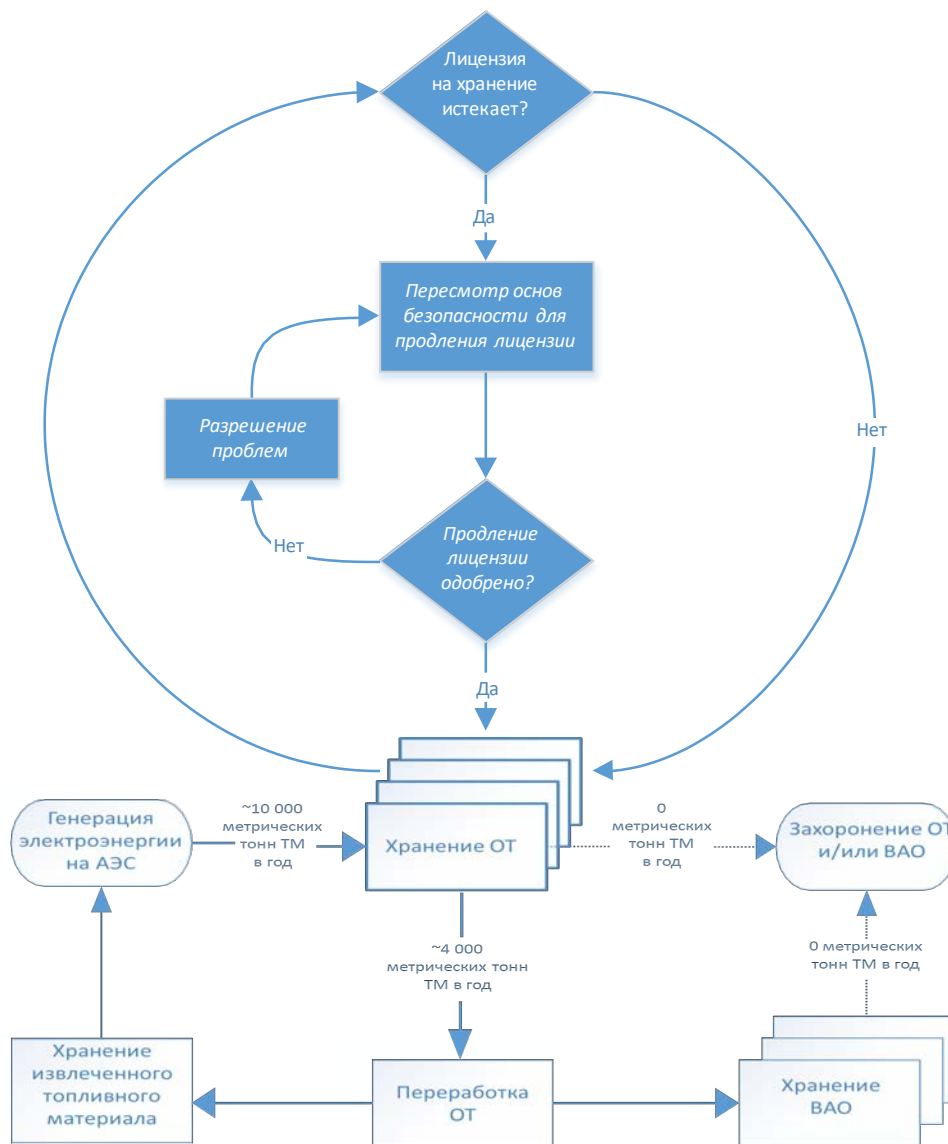 Лицензия
на хранение
истекает?
Да
Пересмотр основ
безопасности для
продления лицензии
Разрешение
проблем
Нет
Нет
Продление
лицензии
одобрено?
Да
Генерация
электроэнергии
на АЭС
~10 000
метрических
тонн ТМ
в год
Хранение ОТ
0
метрических
тонн ТМ
в год
Захоронение ОТ
и/или ВАО
~4 000
метрических тонн
ТМ в год
0 метрических
тонн ТМ в год
Хранение
извлеченного
топливного
материала
Переработка
ОТ
Хранение
ВАО